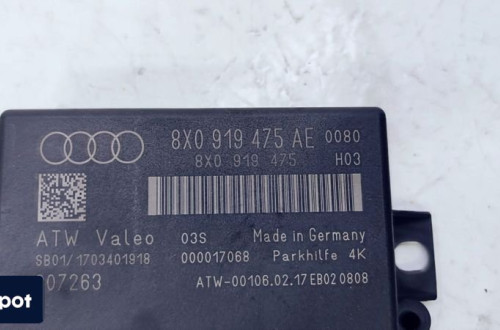 8X0 919 475 AE 0080
8X0 919 475 H03
ATW Valeo 03S Made in Germany
SB01/1703401918 000017068 Parkhilfe 4K
07263 ATW-00106.02.17EB020808
pot